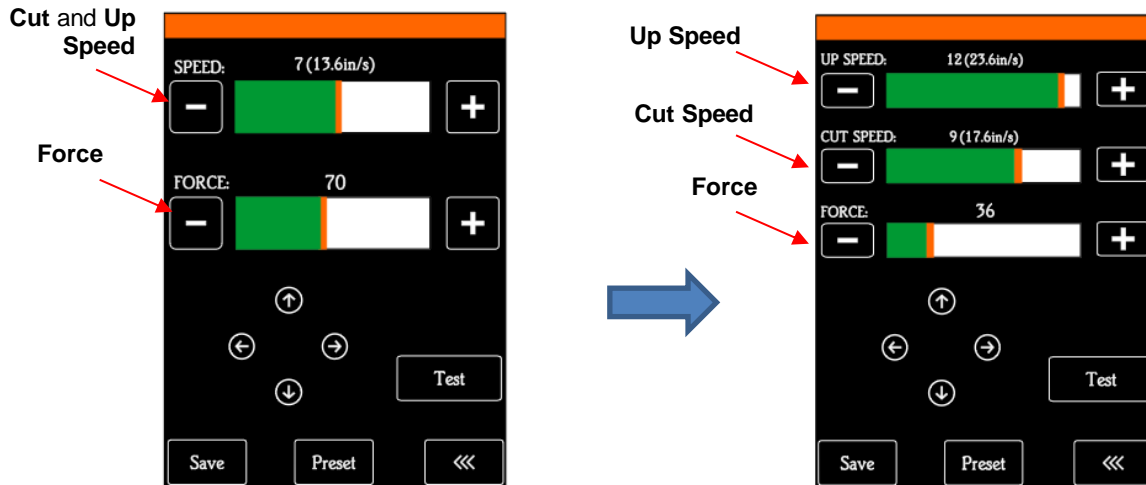 Cut and Up
Speed
Force
SPEED:
7 (13.6in/s)
FORCE:
70
Test
Save
Preset
Up Speed
Cut Speed
Force
UP SPEED:
12 (23.6in/s)
CUT SPEED:
9 (17.6in/s)
FORCE:
36
Test
Save
Preset